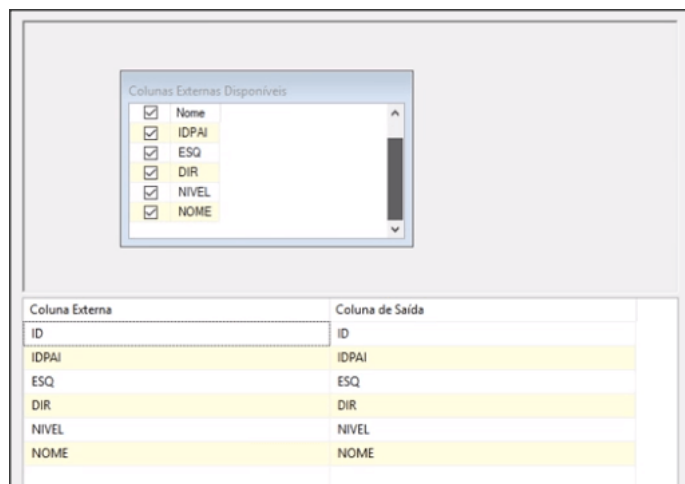 Colunas Externas Disponíveis
Nome
IDPAI
ESQ
DIR
NIVEL
NOME
Coluna Externa Coluna de Saída
ID ID
IDPAI IDPAI
ESQ ESQ
DIR DIR
NIVEL NIVEL
NOME NOME